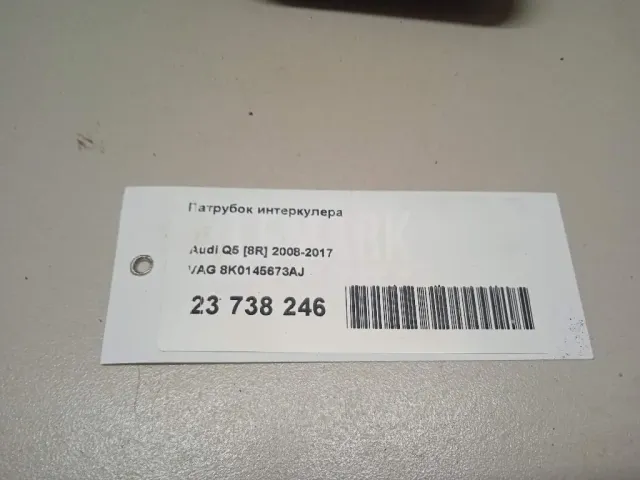 Патрубок интеркулера
Audi Q5 [8R] 2008-2017
VAG 8K0145673AJ
23 738 246